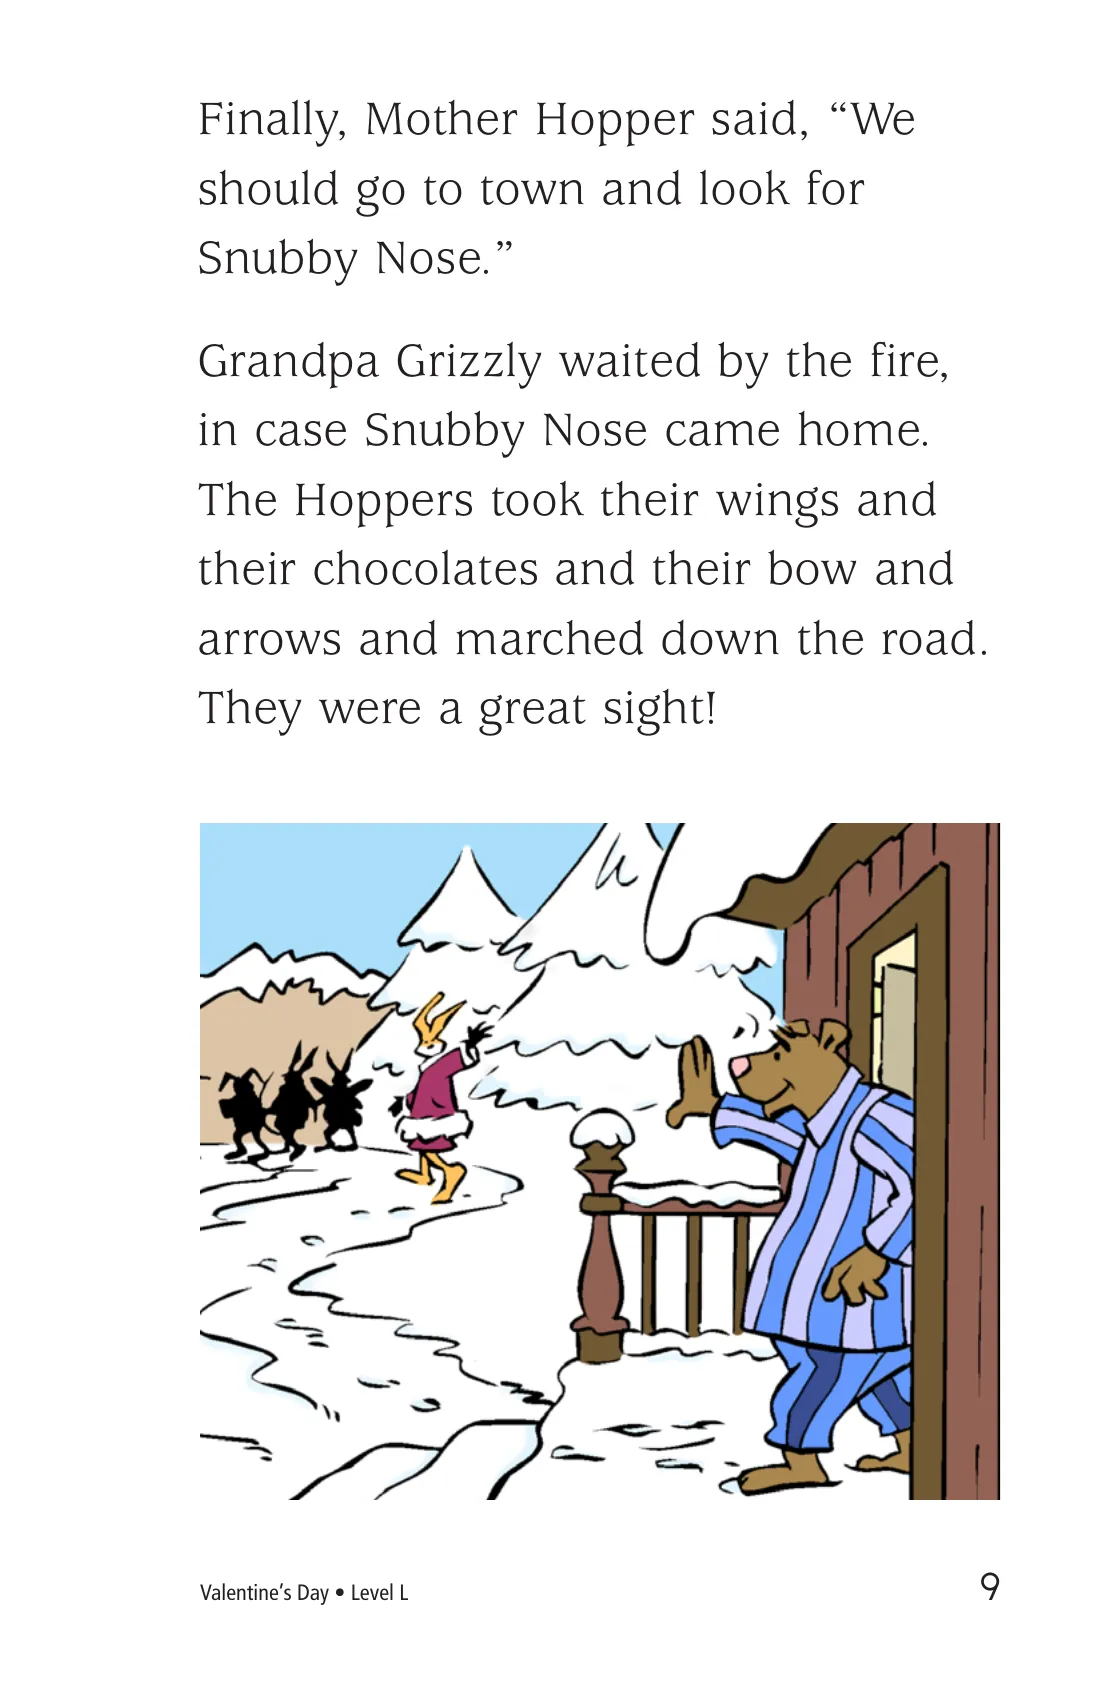 Finally, Mother Hopper said, “We
should go to town and look for
Snubby Nose.”
Grandpa Grizzly waited by the fire,
in case Snubby Nose came home.
The Hoppers took their wings and
their chocolates and their bow and
arrows and marched down the road.
They were a great sight!
Valentine’s Day • Level L
9